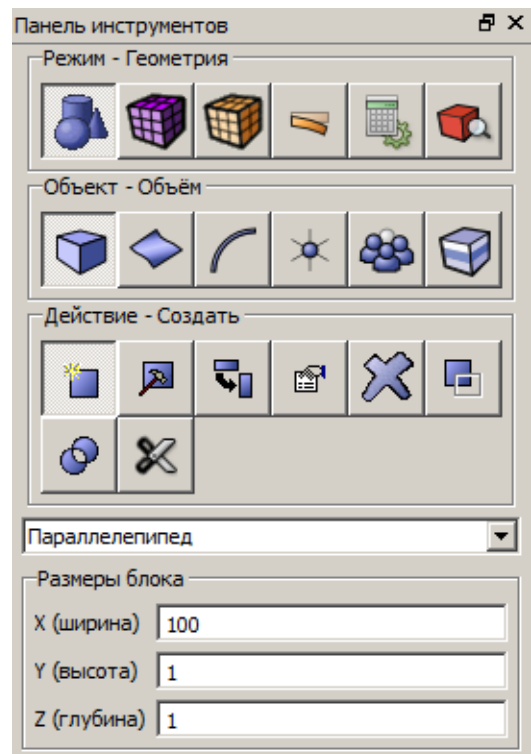 Панель инструментов
Режим - Геометрия
Объект - Объём
Действие - Создать
Параллелепипед
Размеры блока
X (ширина) 100
Y (высота) 1
Z (глубина) 1